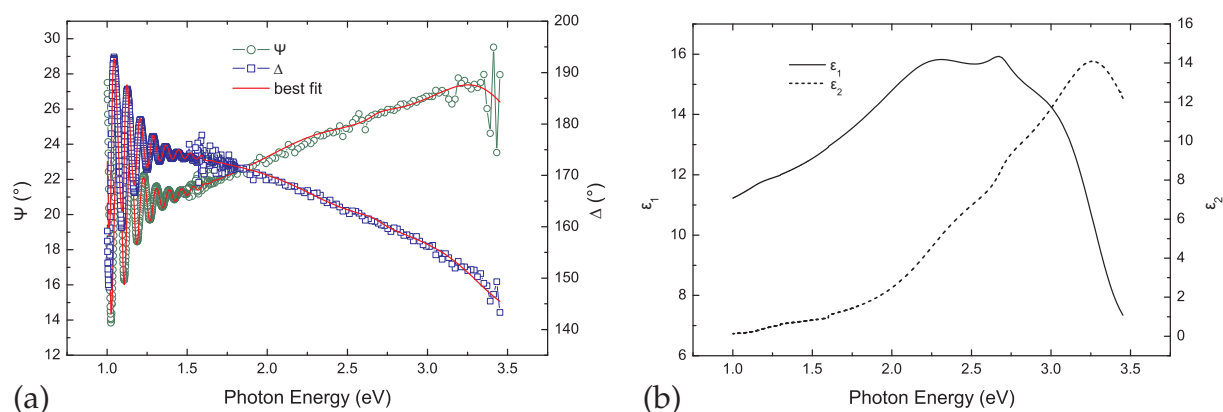 30
28
26
24
22
20
18
16
14
12
Ψ (°)
Ψ
Δ
best fit
200
190
180
170
160
150
140
Δ (°)
1.0 1.5 2.0 2.5 3.0 3.5
Photon Energy (eV)
(a)
16
14
12
10
8
6
ε1
ε1
ε2
16
14
12
10
8
6
4
2
0
ε2
1.0 1.5 2.0 2.5 3.0 3.5
Photon Energy (eV)
(b)